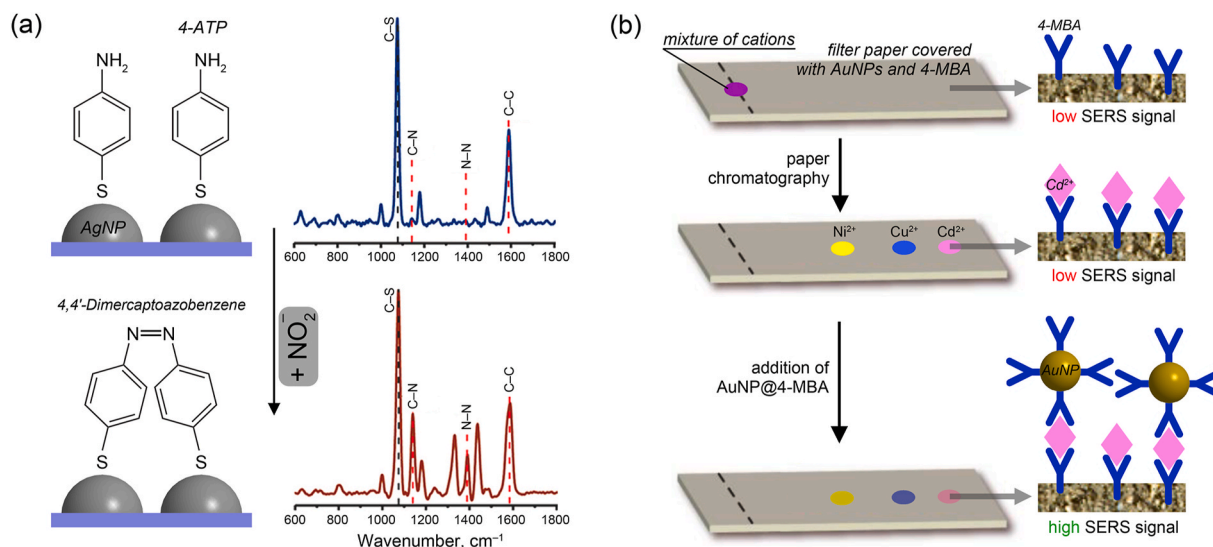 (a)
4-ATP
NH2
NH2
S
S
AgNP
C–S
C–N
N–N
C–C
600 800 1000 1200 1400 1600 1800
4,4'-Dimercaptoazobenzene
N=N
S
S
+ NO2−
C–S
C–N
N–N
C–C
600 800 1000 1200 1400 1600 1800
Wavenumber, cm−1
(b)
mixture of cations
filter paper covered
with AuNPs and 4-MBA
4-MBA
low SERS signal
paper
chromatography
Ni2+
Cu2+
Cd2+
Cd2+
low SERS signal
addition of
AuNP@4-MBA
AuNP
high SERS signal